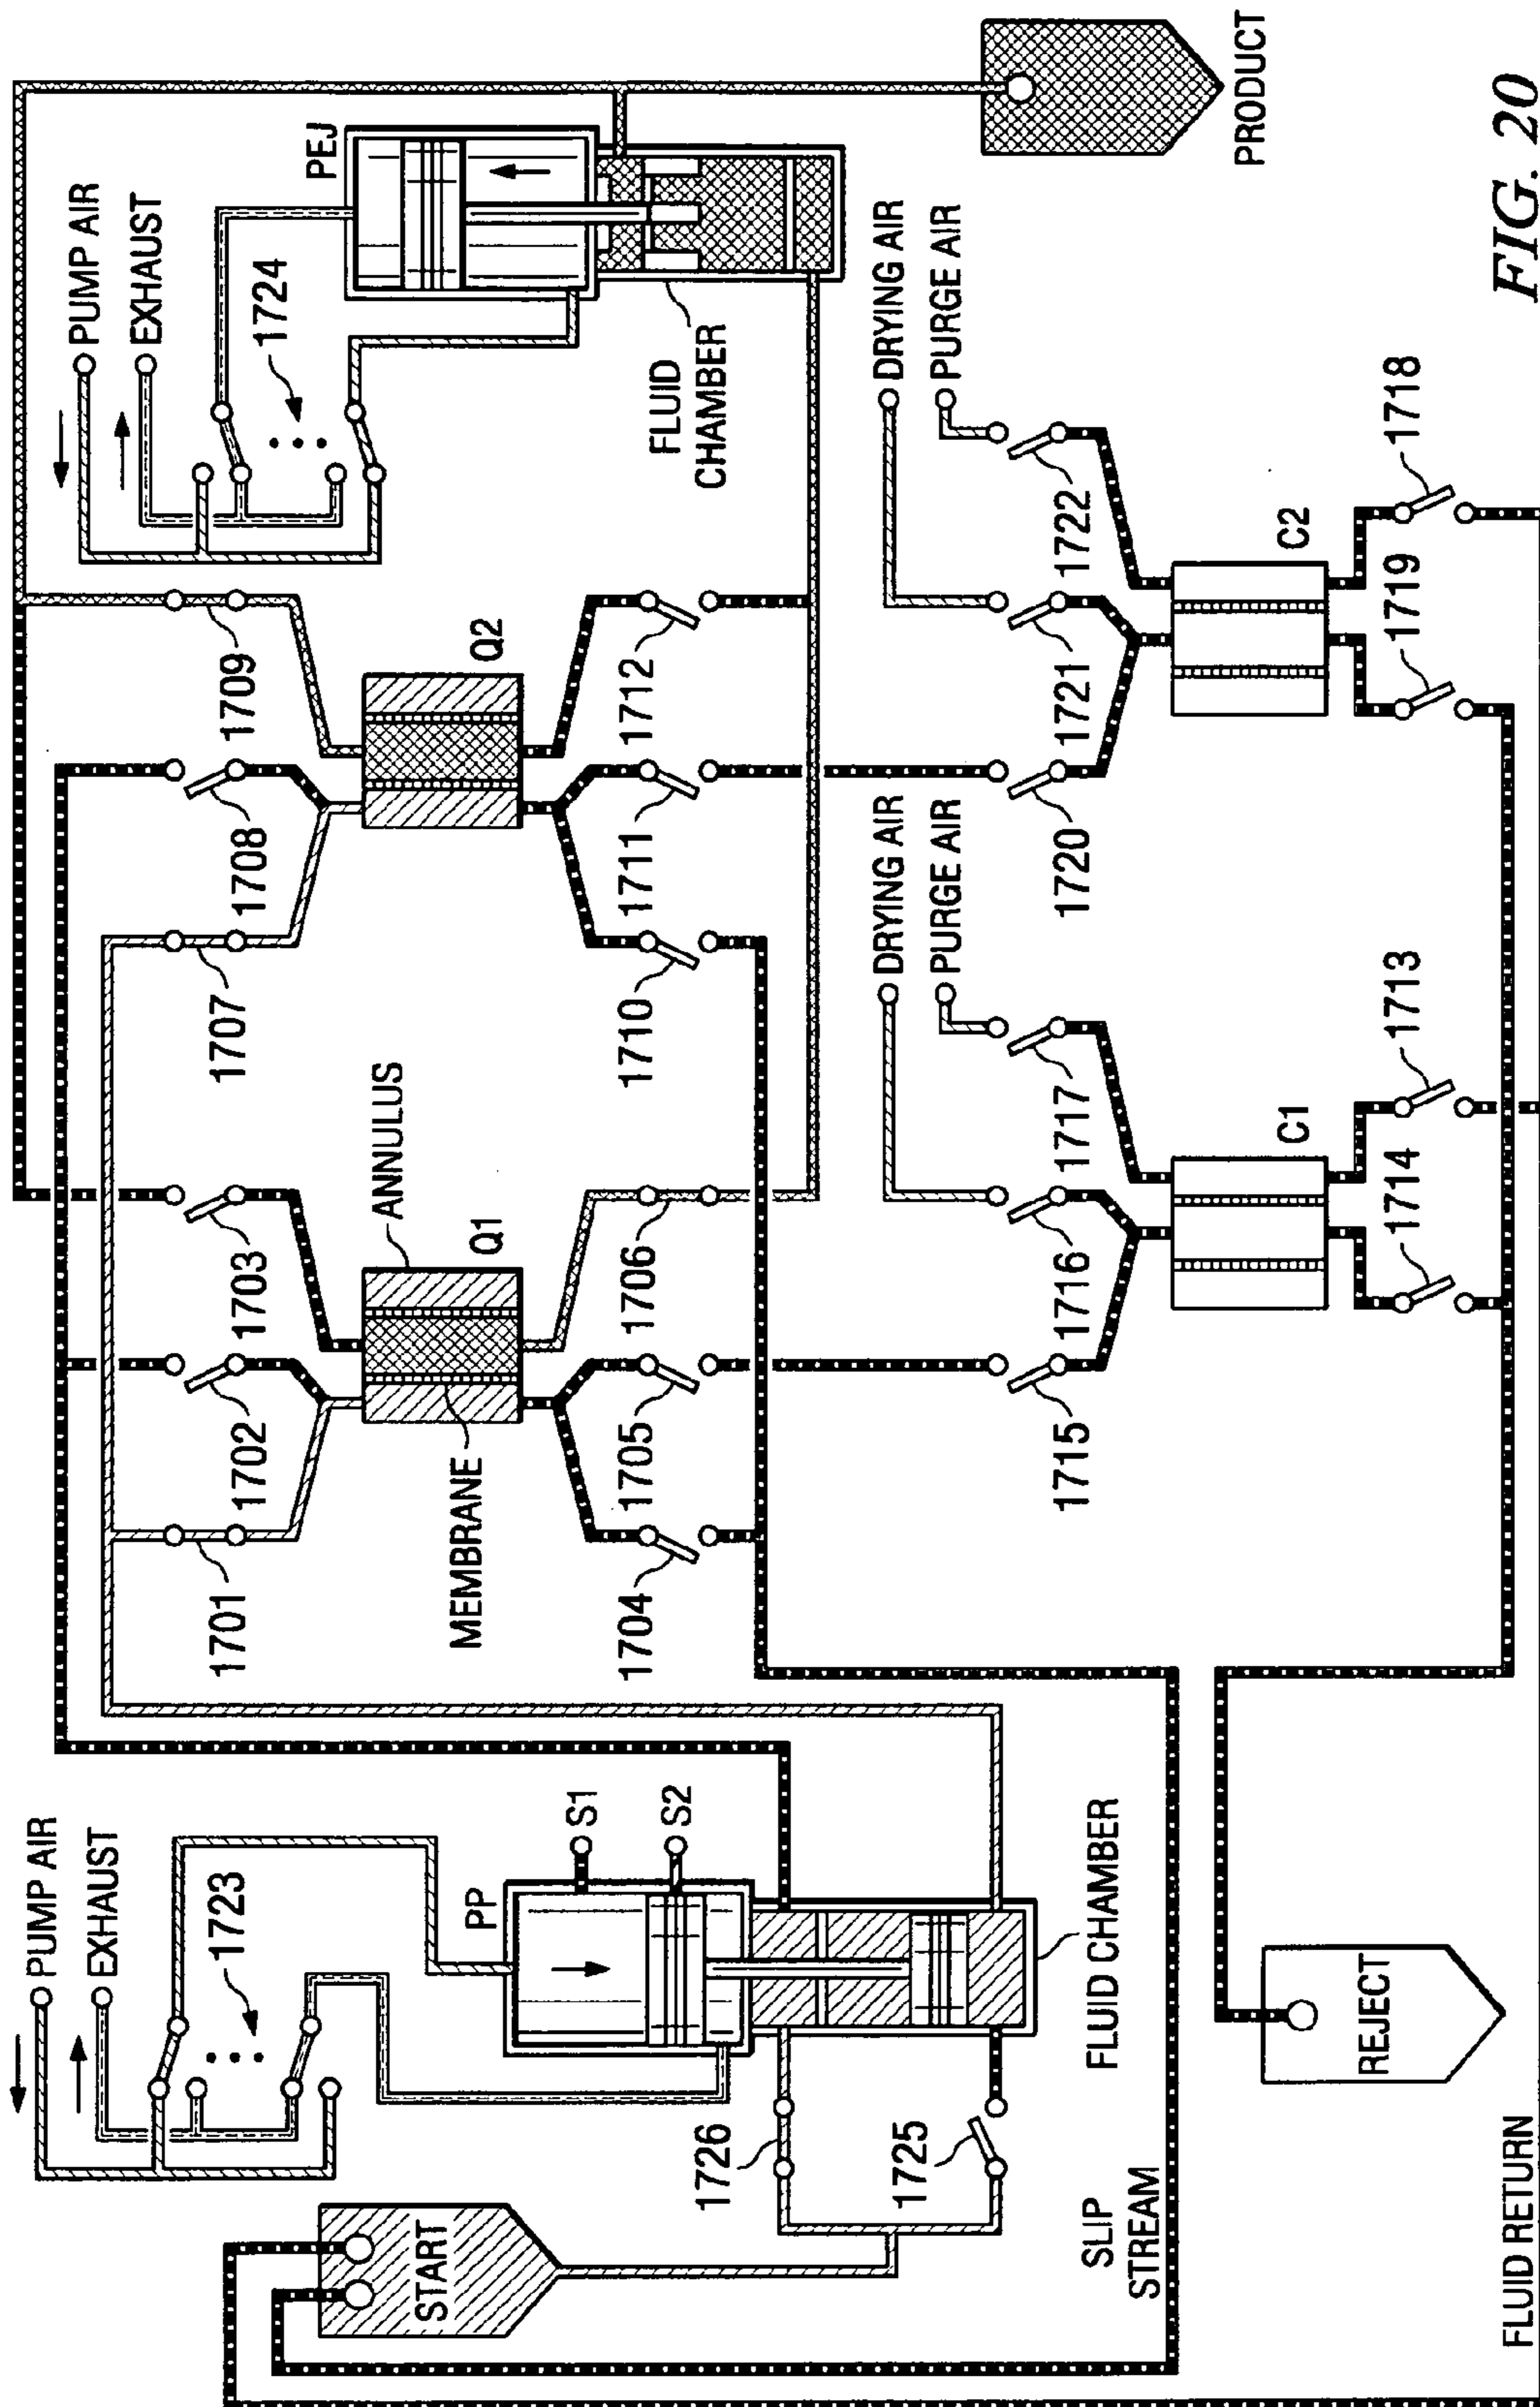 PUMP AIR
EXHAUST
1723
START
1726
1725
SLIP
STREAM
FLUID RETURN
PP
S1
S2
FLUID CHAMBER
REJECT
1701
1702
1703
MEMBRANE
ANNULUS
Q1
1704
1705
1706
1707
1708
1709
Q2
1710
1711
1712
PUMP AIR
EXHAUST
1724
PEJ
FLUID
CHAMBER
DRYING AIR
PURGE AIR
1715
1716
1717
C1
1714
1713
DRYING AIR
PURGE AIR
1720
1721
1722
C2
1719
1718
PRODUCT
FIG. 20